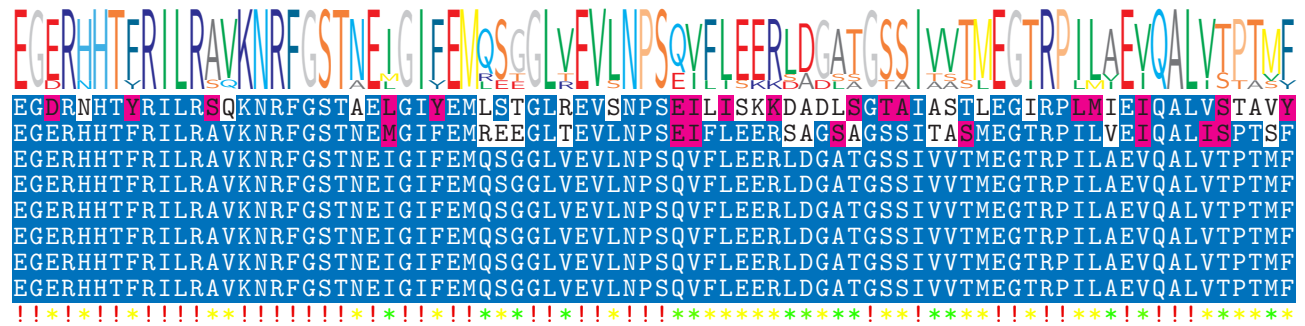 EGERHHTFRILRAVKNRFGSTNEIGIFEMQSGGLVEVLNPSQVFLEERLDGATGSSIVVTMEGTRPILAEVQALVTPTMF
EGDRNHTYRILRSQKNRFGSTAELGIYEMLSTGLREVSNPSEILISKKDADLSGTAIASTLEGIRPLMIEIQALVSTAVY
EGERHHTFRILRAVKNRFGSTNEMGIFEMREEGLTEVLNPSEIFLEERSAGSAGSSITASMEGTRPILVEIQALISPTSF
EGERHHTFRILRAVKNRFGSTNEIGIFEMQSGGLVEVLNPSQVFLEERLDGATGSSIVVTMEGTRPILAEVQALVTPTMF
EGERHHTFRILRAVKNRFGSTNEIGIFEMQSGGLVEVLNPSQVFLEERLDGATGSSIVVTMEGTRPILAEVQALVTPTMF
EGERHHTFRILRAVKNRFGSTNEIGIFEMQSGGLVEVLNPSQVFLEERLDGATGSSIVVTMEGTRPILAEVQALVTPTMF
EGERHHTFRILRAVKNRFGSTNEIGIFEMQSGGLVEVLNPSQVFLEERLDGATGSSIVVTMEGTRPILAEVQALVTPTMF
EGERHHTFRILRAVKNRFGSTNEIGIFEMQSGGLVEVLNPSQVFLEERLDGATGSSIVVTMEGTRPILAEVQALVTPTMF
EGERHHTFRILRAVKNRFGSTNEIGIFEMQSGGLVEVLNPSQVFLEERLDGATGSSIVVTMEGTRPILAEVQALVTPTMF
!!*!*!!*!!!!**!!!!!!!*!*!!*!!***!!*!!*!!!************!**!****!!*!!***!*!!!******